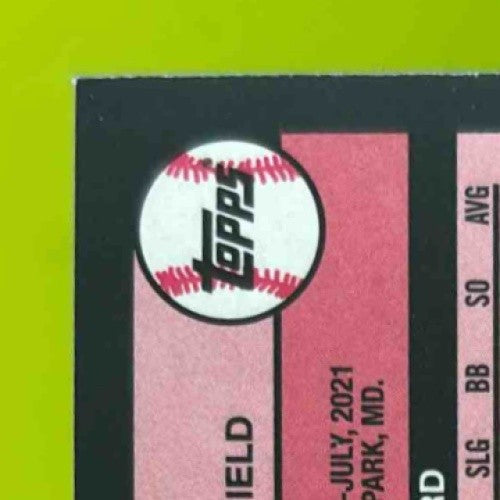 TOPPS
IELD
JULY, 2021
PARK, MD.
RD
SLG BB SO AVG